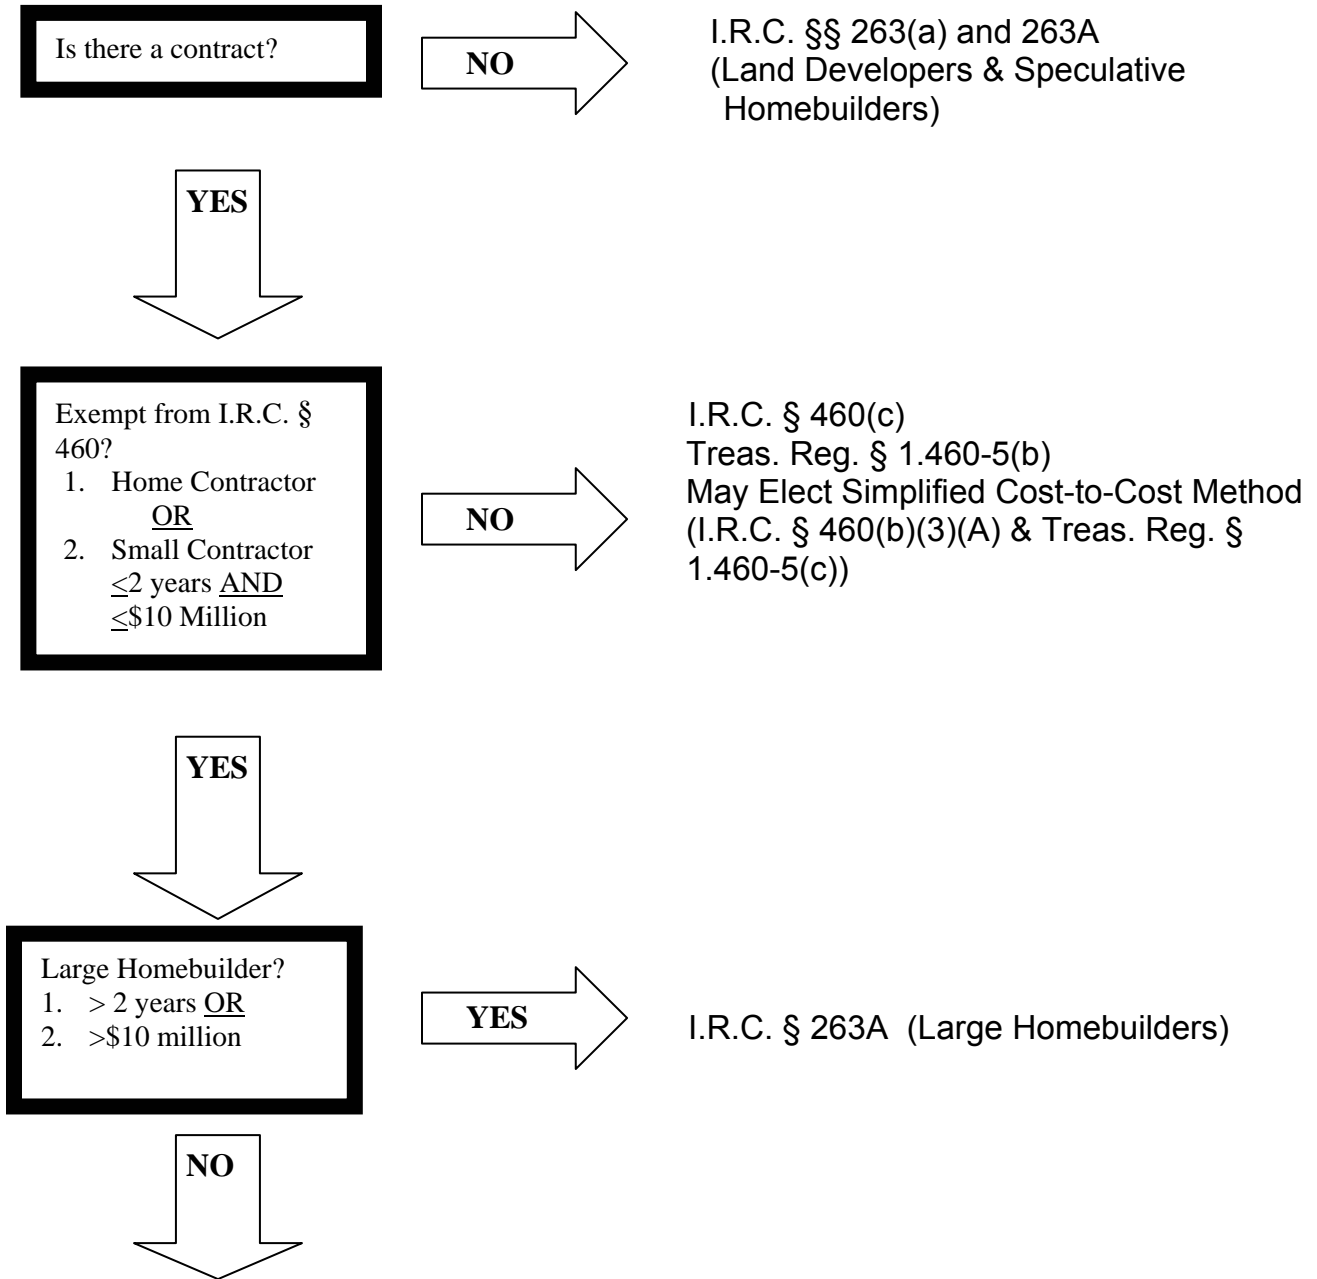 Is there a contract?
NO
I.R.C. §§ 263(a) and 263A
(Land Developers & Speculative
Homebuilders)
YES
Exempt from I.R.C. §
460?
1. Home Contractor
OR
2. Small Contractor
<2 years AND
<$10 Million
NO
I.R.C. § 460(c)
Treas. Reg. § 1.460-5(b)
May Elect Simplified Cost-to-Cost Method
(I.R.C. § 460(b)(3)(A) & Treas. Reg. §
1.460-5(c))
YES
Large Homebuilder?
1. > 2 years OR
2. >$10 million
YES
I.R.C. § 263A (Large Homebuilders)
NO